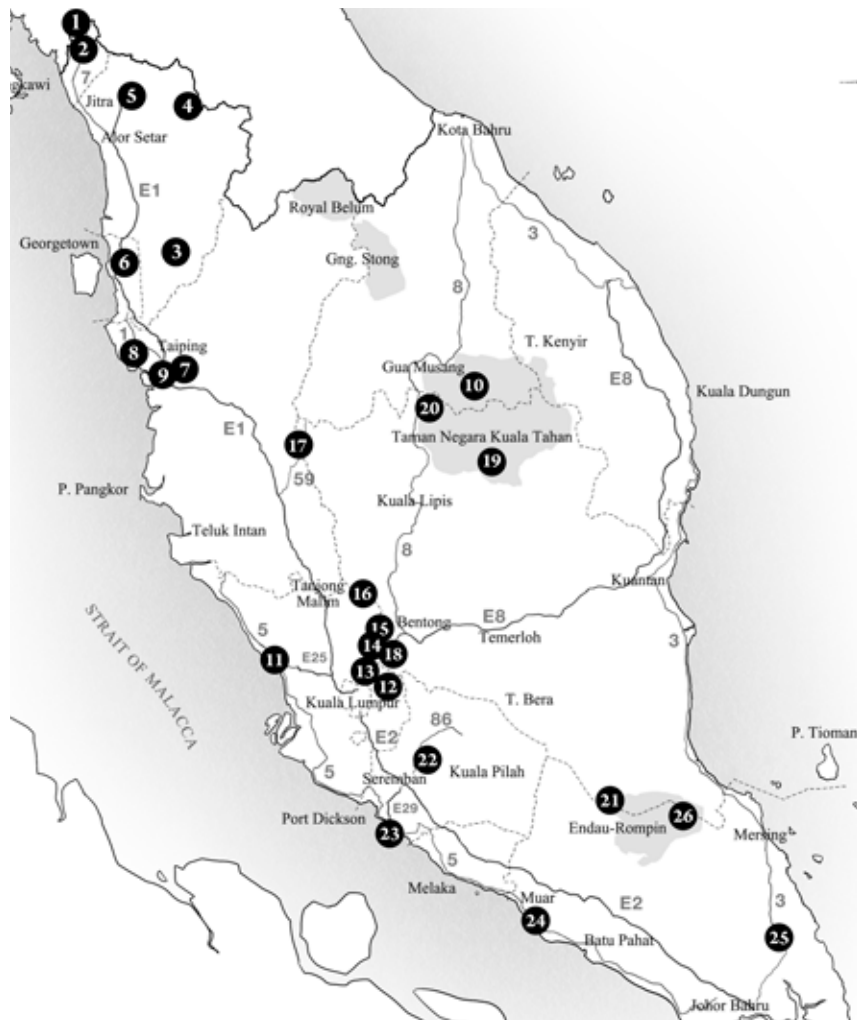 1
2
gkawi
7
Jitra
5
4
Alor Setar
Kota Bahru
E1
Royal Belum
3
Georgetown
6
3
Gng. Stong
8
1
Taiping
8
9
7
T. Kenyir
Gua Musang
10
E8
Kuala Dungun
20
E1
17
Taman Negara Kuala Tahan
19
59
P. Pangkor
Kuala Lipis
Teluk Intan
8
Kuantan
Tanjong
Malim
16
Bentong
E8
Temerloh
15
5
14
18
3
11
E25
13
12
STRAIT OF MALACCA
Kuala Lumpur
T. Bera
86
E2
P. Tioman
22
Kuala Pilah
5
Seremban
21
E29
Port Dickson
26
Endau-Rompin
Mersing
23
5
Melaka
Muar
E2
3
24
Batu Pahat
25
Johor Bahru